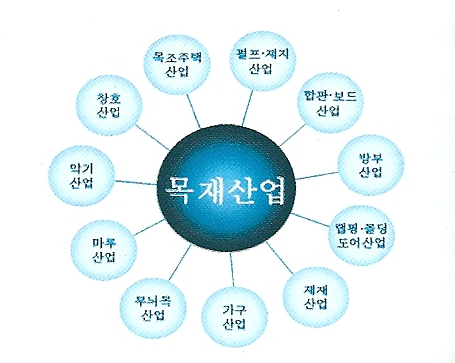 목조주택
산업
펄프·제지
산업
합판·보드
산업
방부
산업
랩핑·몰딩
도어산업
제재
산업
가구
산업
무늬목
산업
마루
산업
악기
산업
창호
산업
목재산업